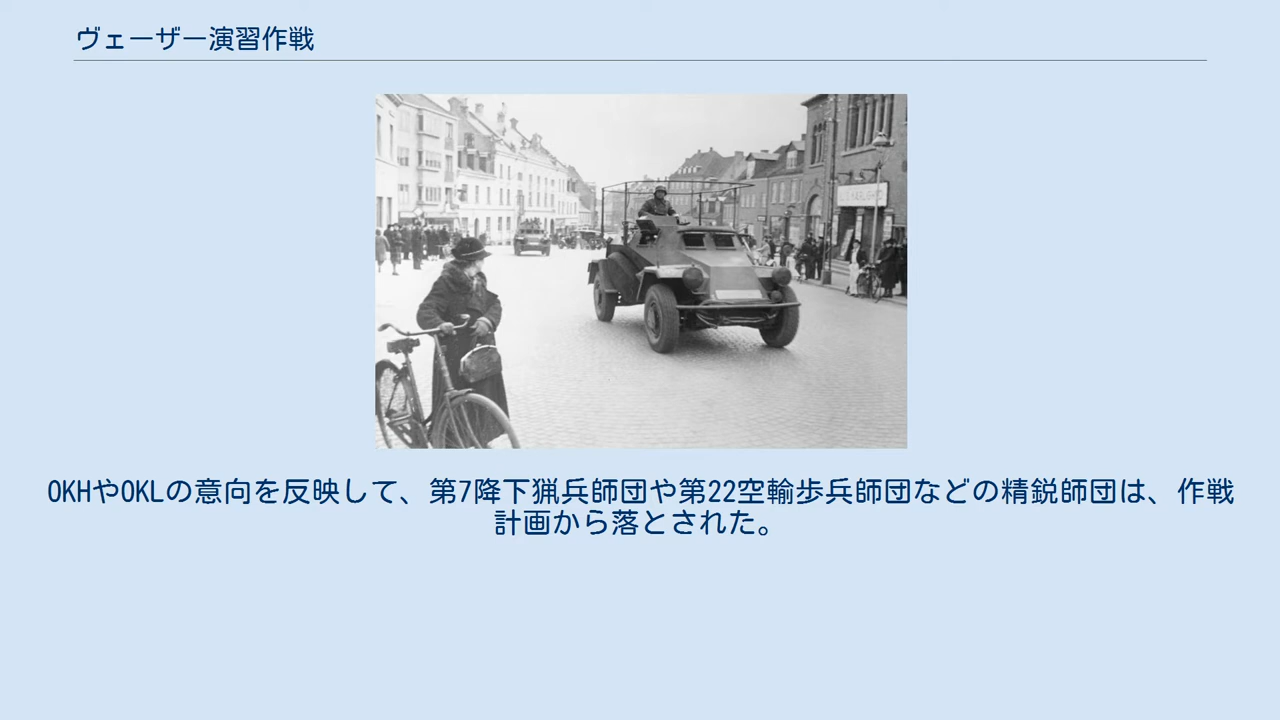 ヴェーザー演習作戦
OKHやOKLの意向を反映して、第7降下猟兵師団や第22空輸歩兵師団などの精鋭師団は、作戦
計画から落とされた。